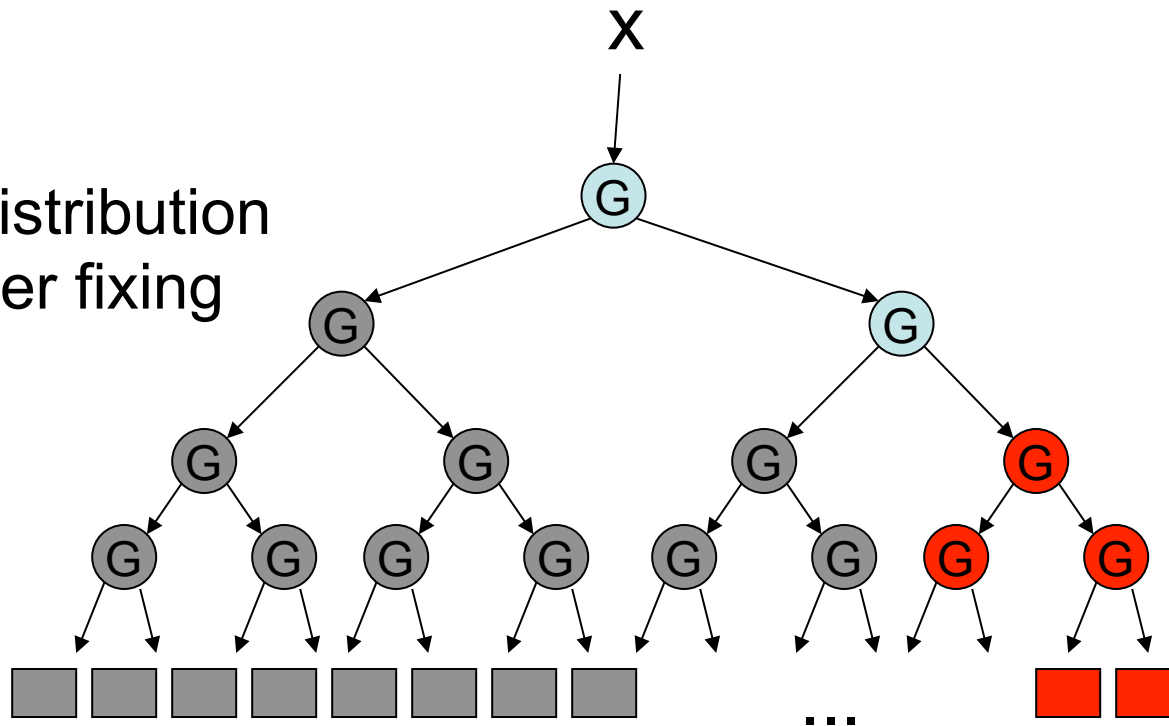 x
G
istribution
er fixing
G G
G G G G
G G G G G G G G
...